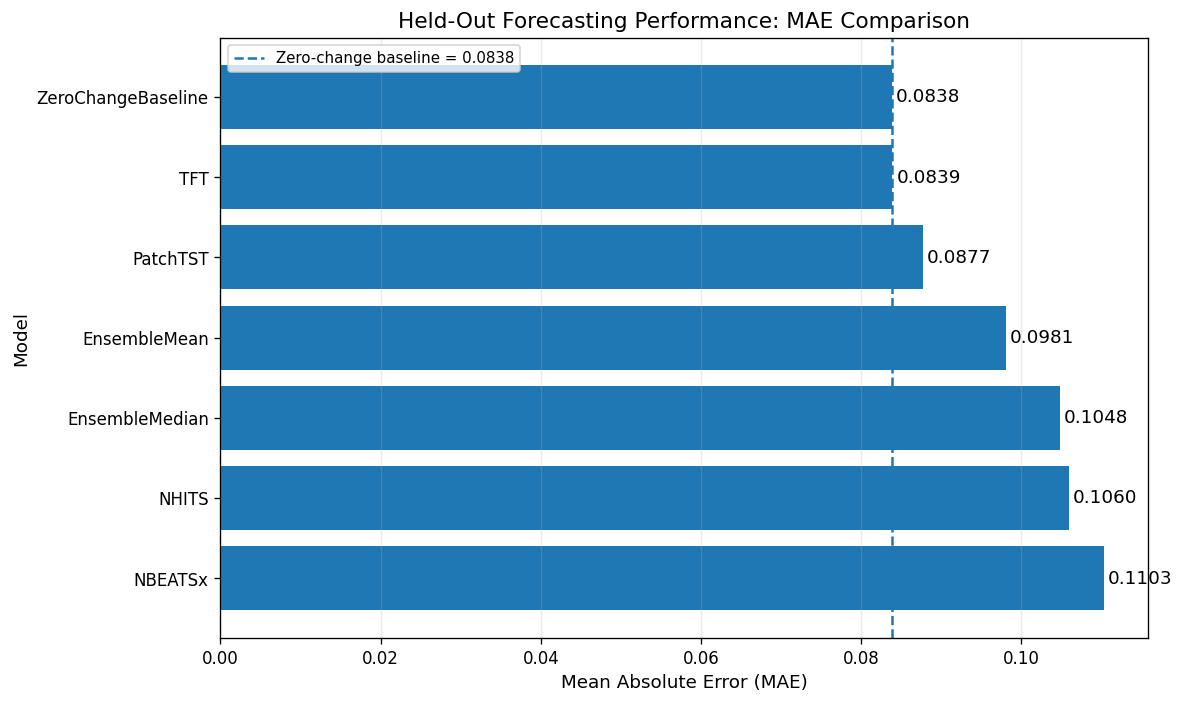 Held-Out Forecasting Performance: MAE Comparison
Zero-change baseline = 0.0838
ZeroChangeBaseline
0.0838
TFT
0.0839
PatchTST
0.0877
EnsembleMean
0.0981
EnsembleMedian
0.1048
NHITS
0.1060
NBEATSx
0.1103
Model
0.00 0.02 0.04 0.06 0.08 0.10
Mean Absolute Error (MAE)